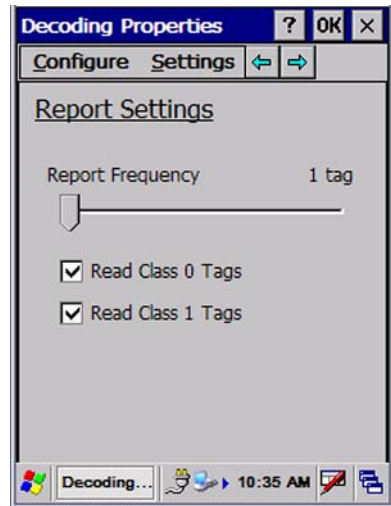 Decoding Properties ? OK ×
Configure Settings
Report Settings
Report Frequency 1 tag
Read Class 0 Tags
Read Class 1 Tags
Decoding... 10:35 AM